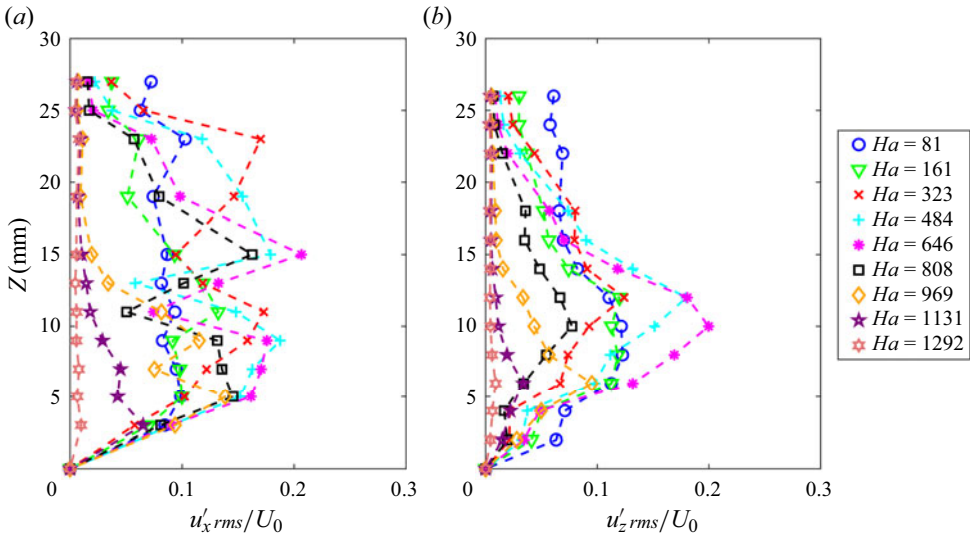 (a)
(b)
30
25
20
15
10
5
0
Z (mm)
0
0.1
0.2
0.3
u′x rms/U0
30
25
20
15
10
5
0
0.1
0.2
0.3
u′z rms/U0
Ha = 81
Ha = 161
Ha = 323
Ha = 484
Ha = 646
Ha = 808
Ha = 969
Ha = 1131
Ha = 1292